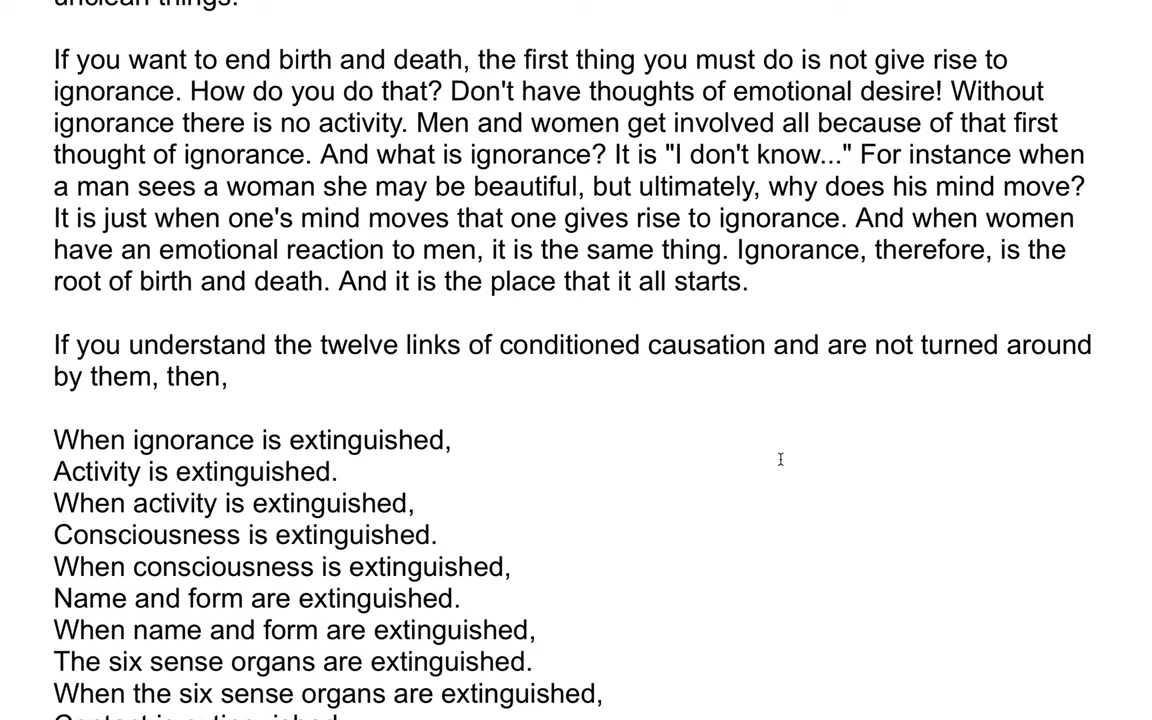 unclean things.
If you want to end birth and death, the first thing you must do is not give rise to
ignorance. How do you do that? Don't have thoughts of emotional desire! Without
ignorance there is no activity. Men and women get involved all because of that first
thought of ignorance. And what is ignorance? It is "I don't know..." For instance when
a man sees a woman she may be beautiful, but ultimately, why does his mind move?
It is just when one's mind moves that one gives rise to ignorance. And when women
have an emotional reaction to men, it is the same thing. Ignorance, therefore, is the
root of birth and death. And it is the place that it all starts.
If you understand the twelve links of conditioned causation and are not turned around
by them, then,
When ignorance is extinguished,
Activity is extinguished.
When activity is extinguished,
Consciousness is extinguished.
When consciousness is extinguished,
Name and form are extinguished.
When name and form are extinguished,
The six sense organs are extinguished.
When the six sense organs are extinguished,
Contact is extinguished.